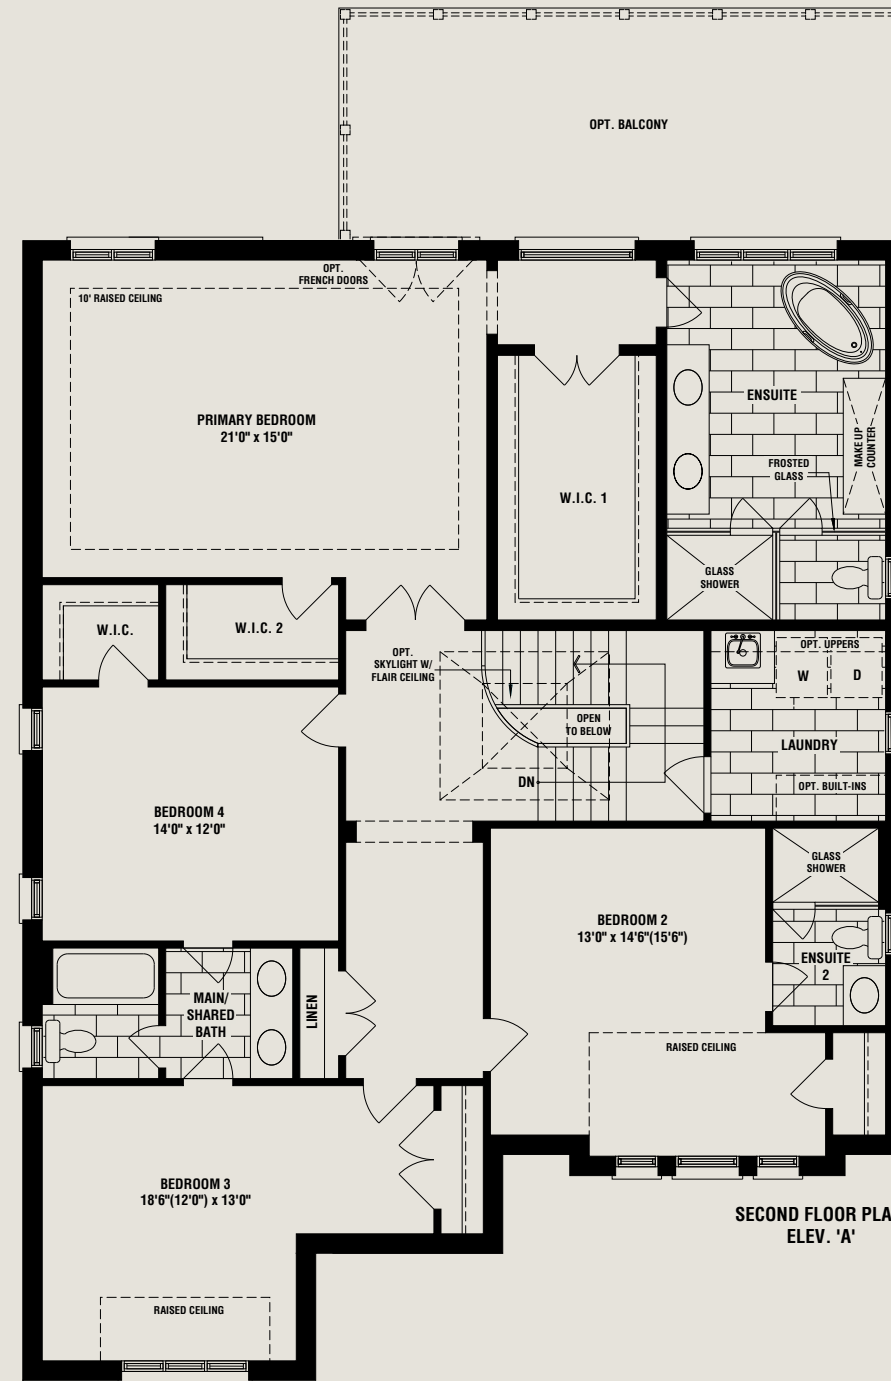 OPT. BALCONY
OPT.
FRENCH DOORS
10' RAISED CEILING
PRIMARY BEDROOM
21'0" x 15'0"
ENSUITE
MAKE UP
COUNTER
FROSTED
GLASS
W.I.C. 1
GLASS
SHOWER
W.I.C.
W.I.C. 2
OPT.
SKYLIGHT W/
FLAIR CEILING
OPT. UPPERS
W
D
OPEN
TO BELOW
LAUNDRY
DN
OPT. BUILT-INS
BEDROOM 4
14'0" x 12'0"
GLASS
SHOWER
BEDROOM 2
13'0" x 14'6"(15'6")
ENSUITE
2
MAIN/
SHARED
BATH
LINEN
RAISED CEILING
BEDROOM 3
18'6"(12'0") x 13'0"
SECOND FLOOR PLA
ELEV. 'A'
RAISED CEILING